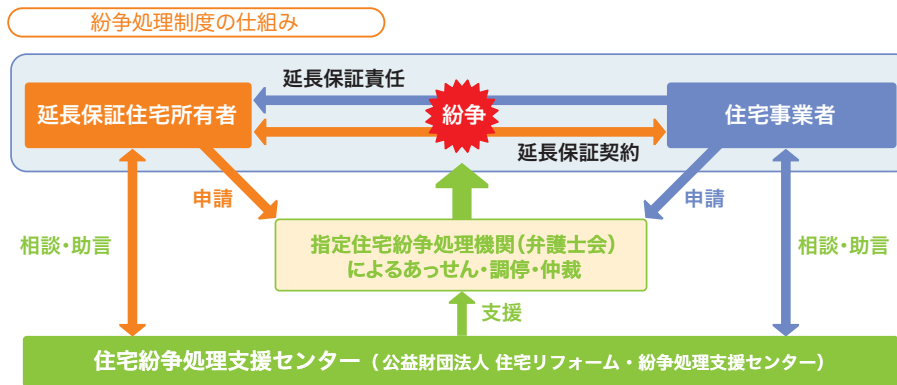 紛争処理制度の仕組み
延長保証責任
延長保証住宅所有者
紛争
住宅事業者
延長保証契約
申請
申請
相談・助言
指定住宅紛争処理機関(弁護士会)
によるあっせん・調停・仲裁
相談・助言
支援
住宅紛争処理支援センター(公益財団法人 住宅リフォーム・紛争処理支援センター)